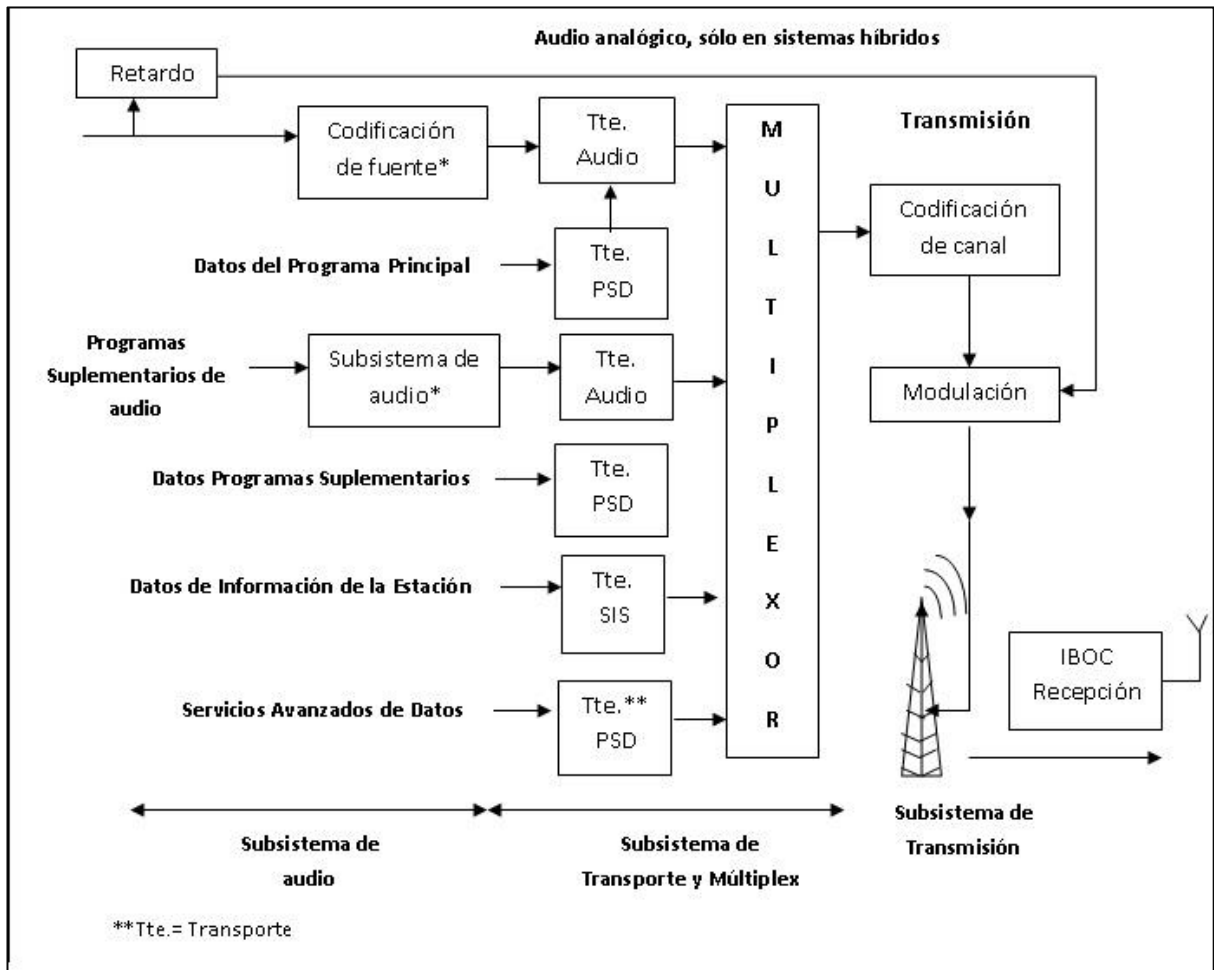 Audio analógico, sólo en sistemas híbridos
Retardo
Codificación
de fuente*
Tte.
Audio
MULTIPLEXOR
Transmisión
Codificación
de canal
Datos del Programa Principal
Tte.
PSD
Programas
Suplementarios de
audio
Subsistema de
audio*
Tte.
Audio
Modulación
Datos Programas Suplementarios
Tte.
PSD
Datos de Información de la Estación
Tte.
SIS
IBOC
Recepción
Servicios Avanzados de Datos
Tte.**
PSD
Subsistema de
audio
Subsistema de
Transporte y Múltiplex
Subsistema de
Transmisión
**Tte.= Transporte